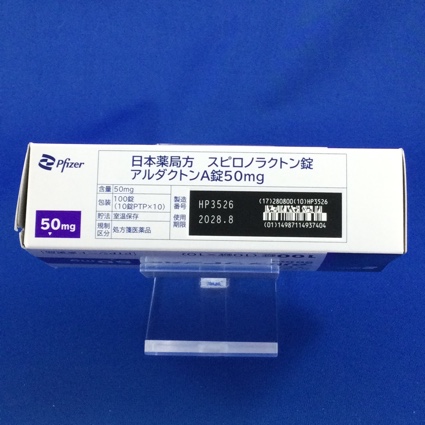 Pfizer
日本薬局方 スピロノラクトン錠
アルダクトンA錠50mg
50mg
含量 50mg
包装 100錠
(10錠PTP×10)
貯法 室温保存
規制区分 処方箋医薬品
製造番号 HP3526
使用期限 2028.8
(17)280800(10)HP3526
(01)14987114937404